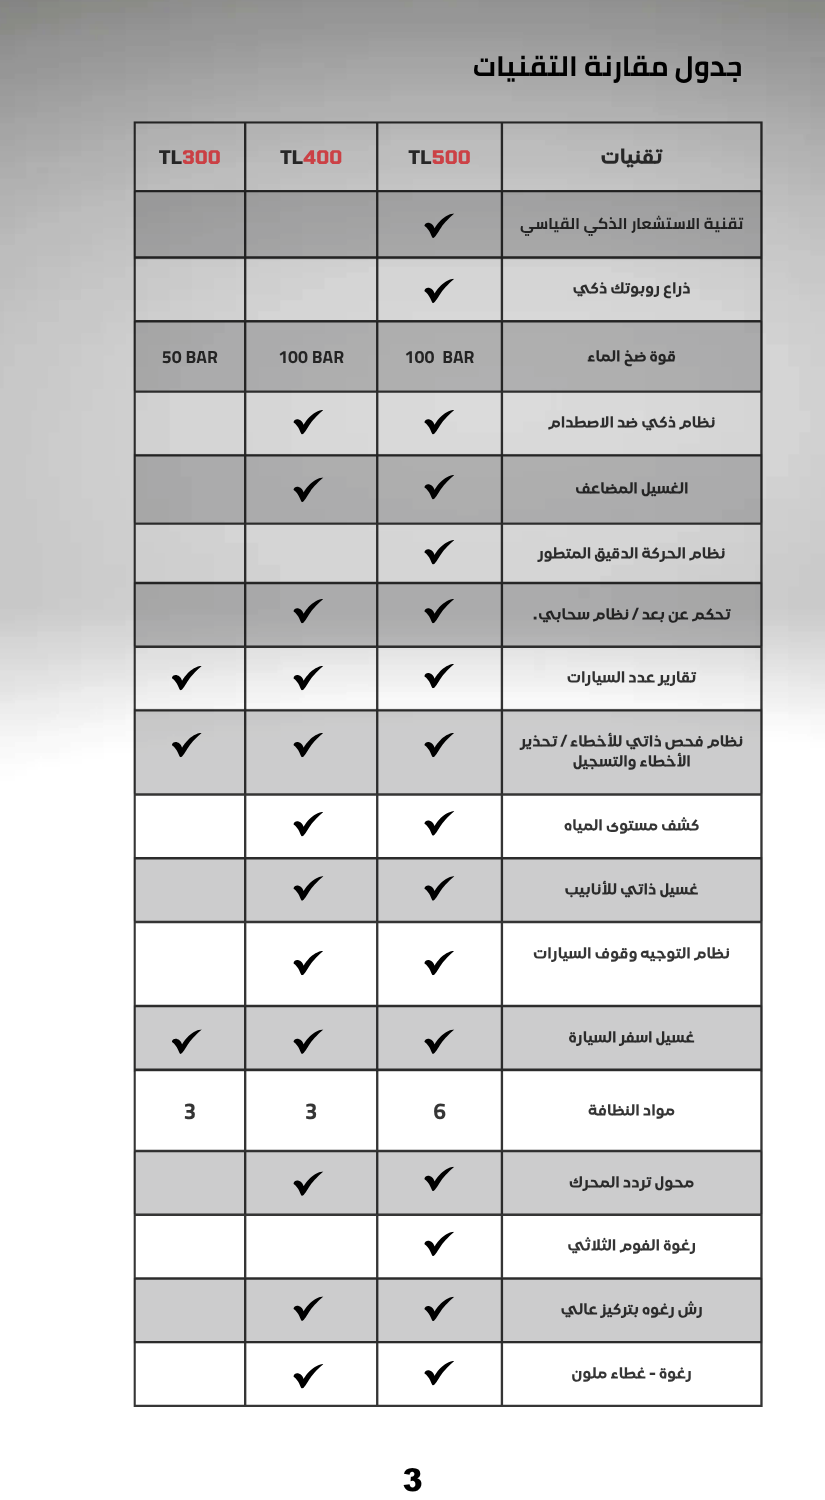 جدول مقارنة التقنيات
تقنيات TL500 TL400 TL300
تقنية الاستشعار الذكي القياسي ✓
ذراع روبوتك ذكي ✓
قوة ضخ الماء 100 BAR 100 BAR 50 BAR
نظام ذكي ضد الاصطدام ✓ ✓
الغسيل المضاعف ✓ ✓
نظام الحركة الدقيق المتطور ✓
تحكم عن بعد / نظام سحابي. ✓ ✓
تقارير عدد السيارات ✓ ✓ ✓
نظام فحص ذاتي للأخطاء / تحذير ✓ ✓ ✓
الأخطاء والتسجيل
كشف مستوى المياه ✓ ✓
غسيل ذاتي للأنابيب ✓ ✓
نظام التوجيه وقوف السيارات ✓ ✓
غسيل اسفر السيارة ✓ ✓ ✓
مواد النظافة 6 3 3
محول تردد المحرك ✓ ✓
رغوة الفوم الثلاثي ✓
رش رغوه بتركيز عالي ✓ ✓
رغوة - غطاء ملون ✓ ✓
3